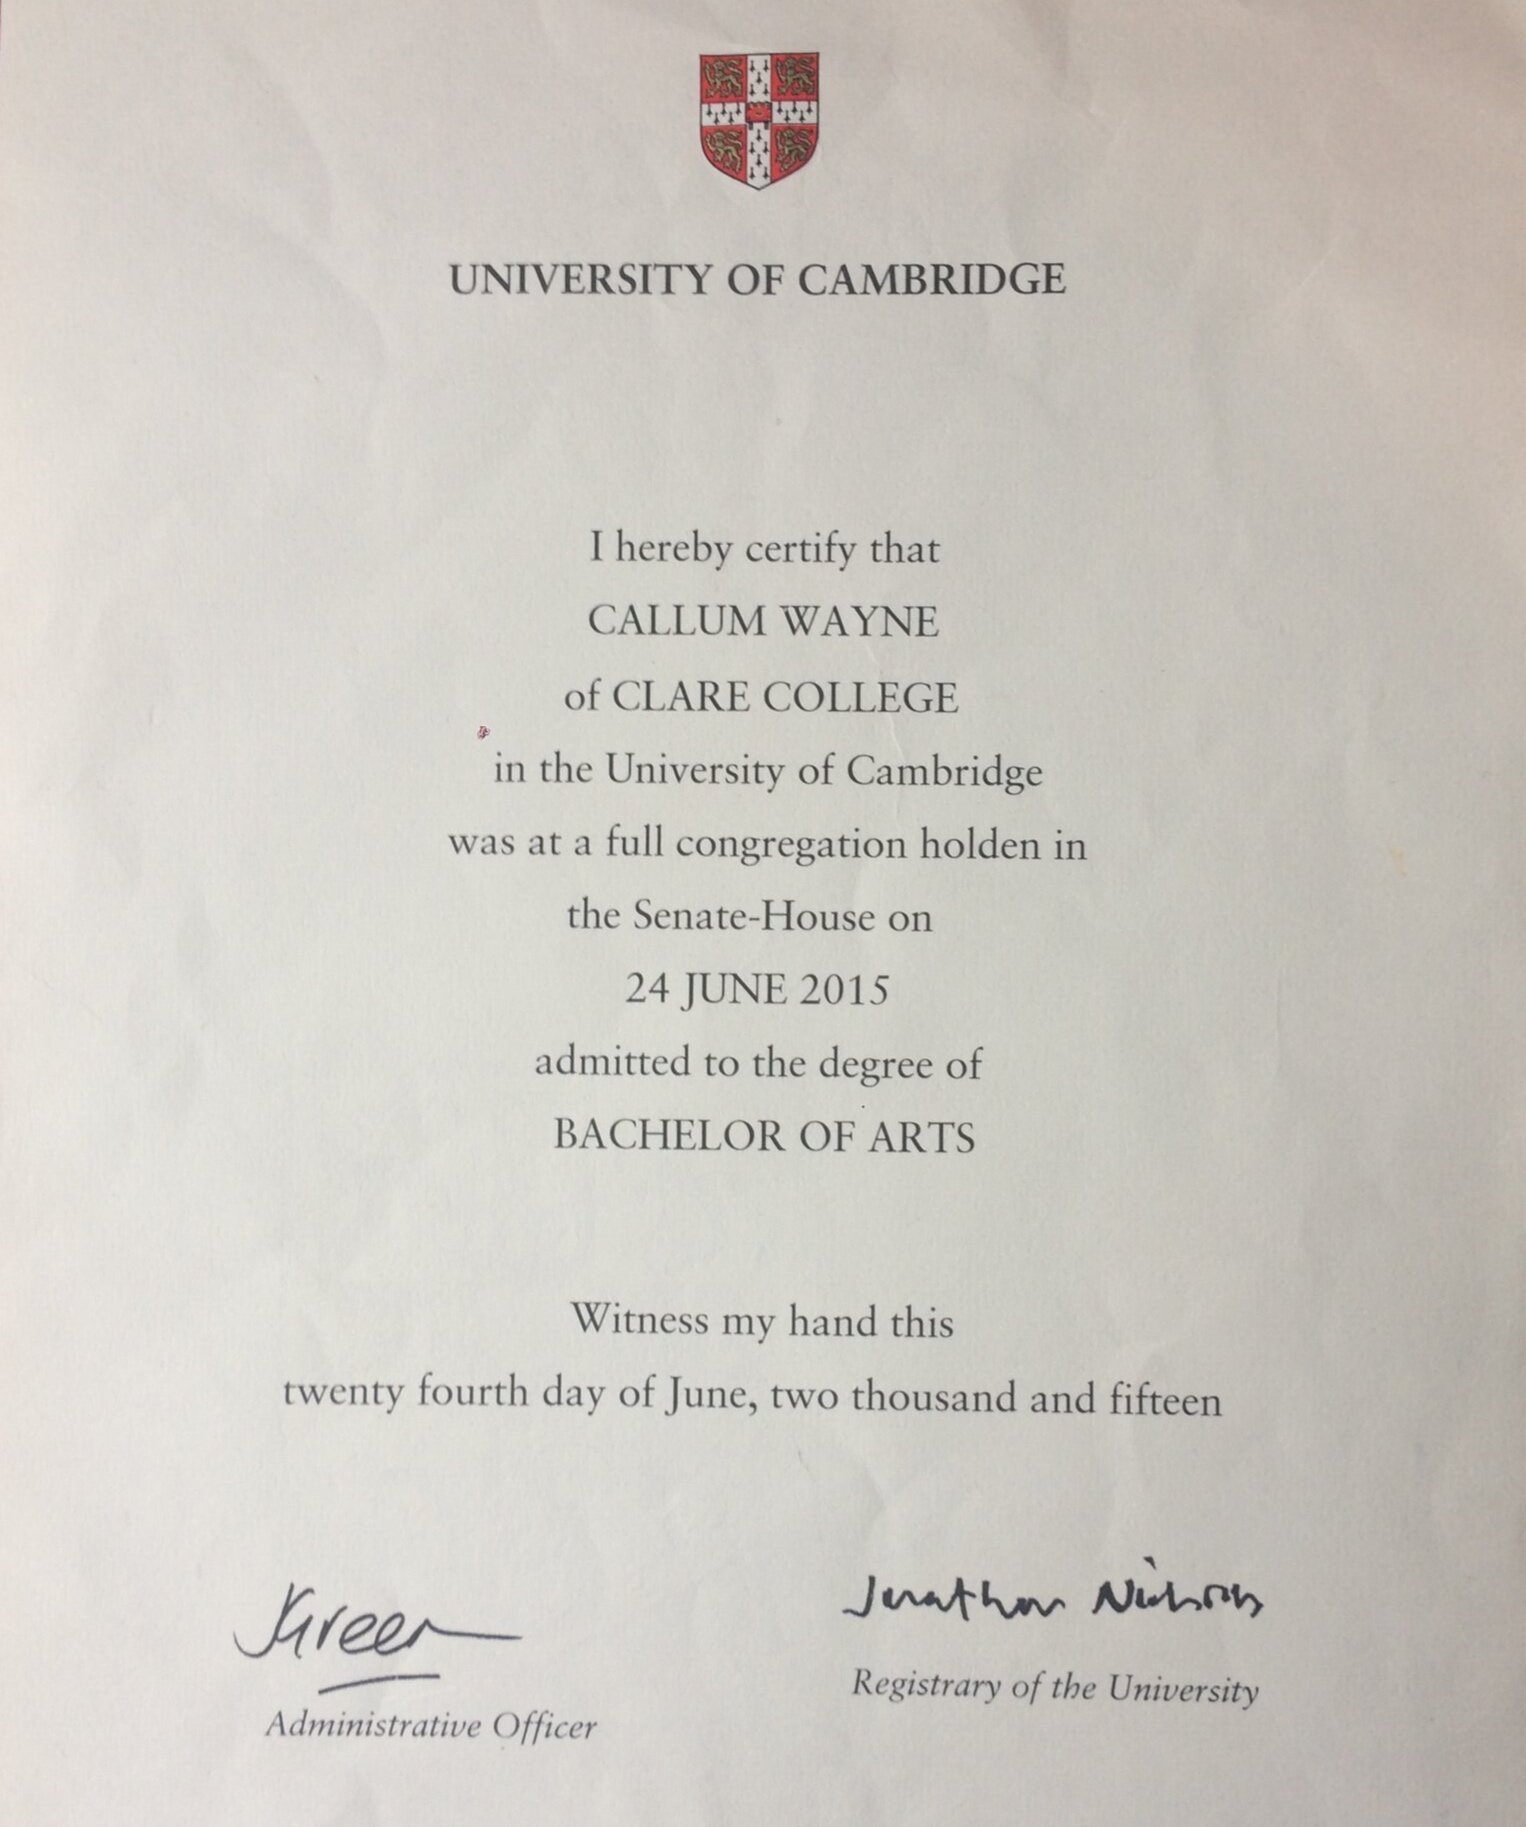 UNIVERSITY OF CAMBRIDGE
I hereby certify that
CALLUM WAYNE
of CLARE COLLEGE
in the University of Cambridge
was at a full congregation holden in
the Senate-House on
24 JUNE 2015
admitted to the degree of
BACHELOR OF ARTS
Witness my hand this
twenty fourth day of June, two thousand and fifteen
Jonathan Nicholls
Registrary of the University
Administrative Officer